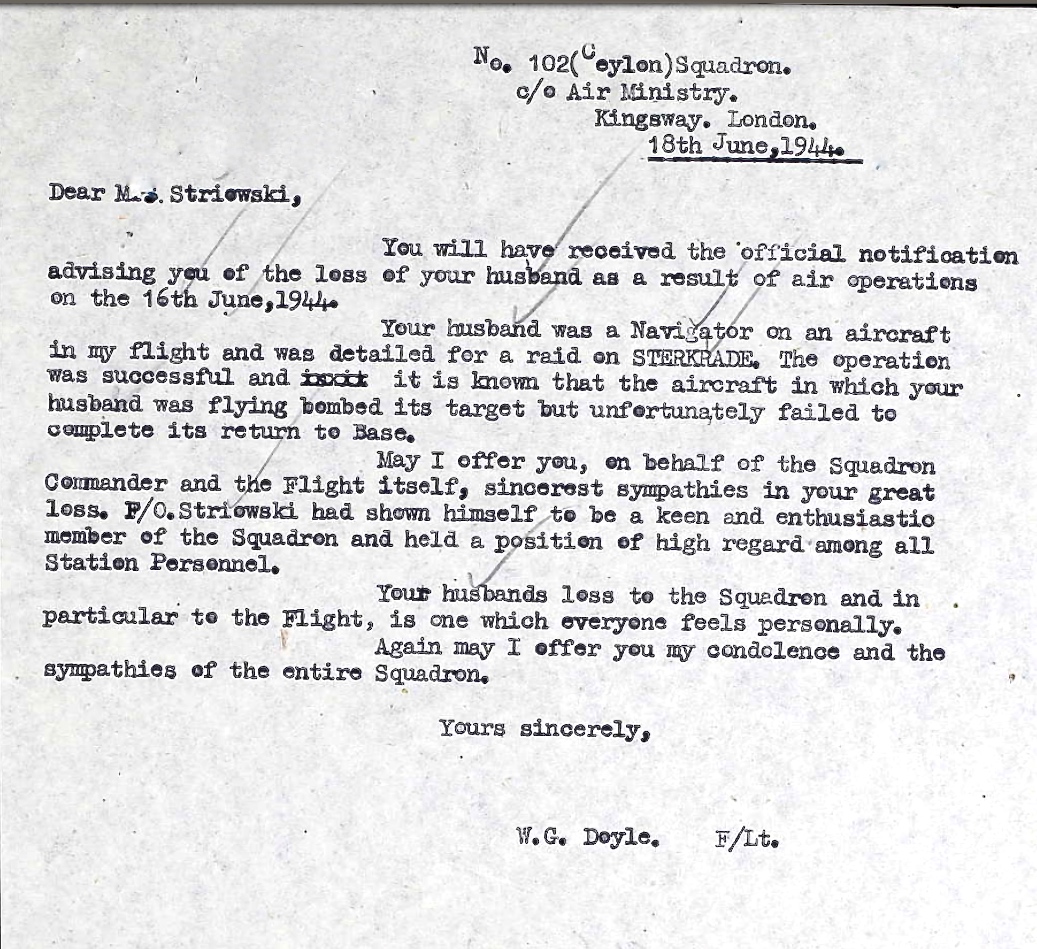 No. 102(Ceylon)Squadron.
c/o Air Ministry.
Kingsway. London.
18th June,1944.
Dear Striowski,
You will have received the official notification
advising you of the loss of your husband as a result of air operations
on the 16th June,1944.
Your husband was a Navigator on an aircraft
in my flight and was detailed for a raid on STERKRADE. The operation
was successful and it is known that the aircraft in which your
husband was flying bombed its target but unfortunately failed to
complete its return to Base.
May I offer you, on behalf of the Squadron
Commander and the Flight itself, sincerest sympathies in your great
loss. F/O.Striowski had shown himself to be a keen and enthusiastic
member of the Squadron and held a position of high regard among all
Station Personnel.
Your husbands loss to the Squadron and in
particular to the Flight, is one which everyone feels personally.
Again may I offer you my condolence and the
sympathies of the entire Squadron.
Yours sincerely,
W.G. Doyle. F/Lt.